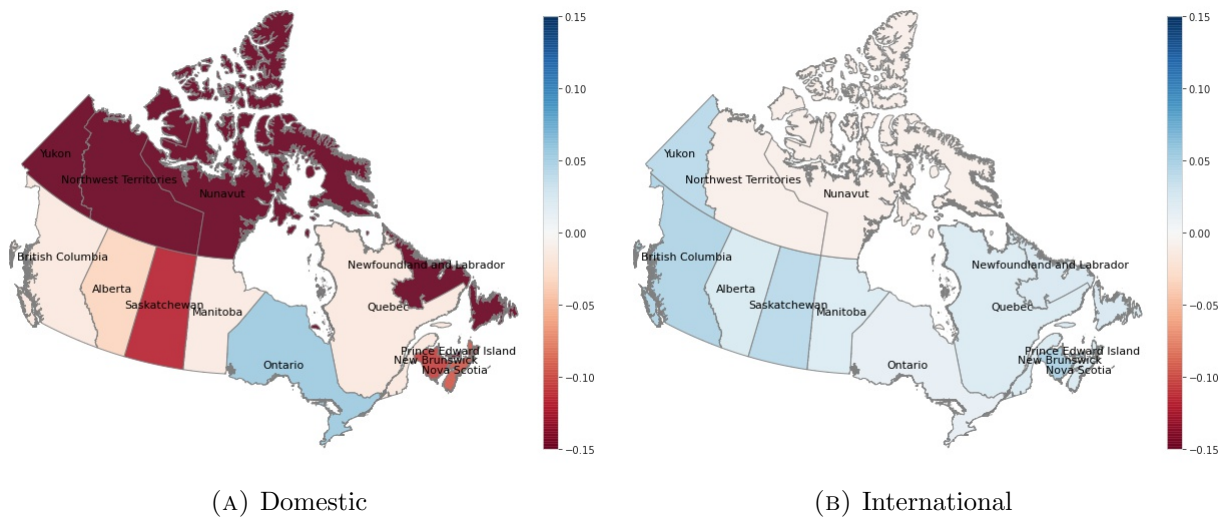 0.15
0.10
0.05
0.00
−0.05
−0.10
−0.15
Yukon
Northwest Territories
Nunavut
British Columbia
Alberta
Saskatchewan
Manitoba
Ontario
Quebec
Newfoundland and Labrador
Prince Edward Island
New Brunswick
Nova Scotia
(A) Domestic
0.15
0.10
0.05
0.00
−0.05
−0.10
−0.15
Yukon
Northwest Territories
Nunavut
British Columbia
Alberta
Saskatchewan
Manitoba
Ontario
Quebec
Newfoundland and Labrador
Prince Edward Island
New Brunswick
Nova Scotia
(B) International